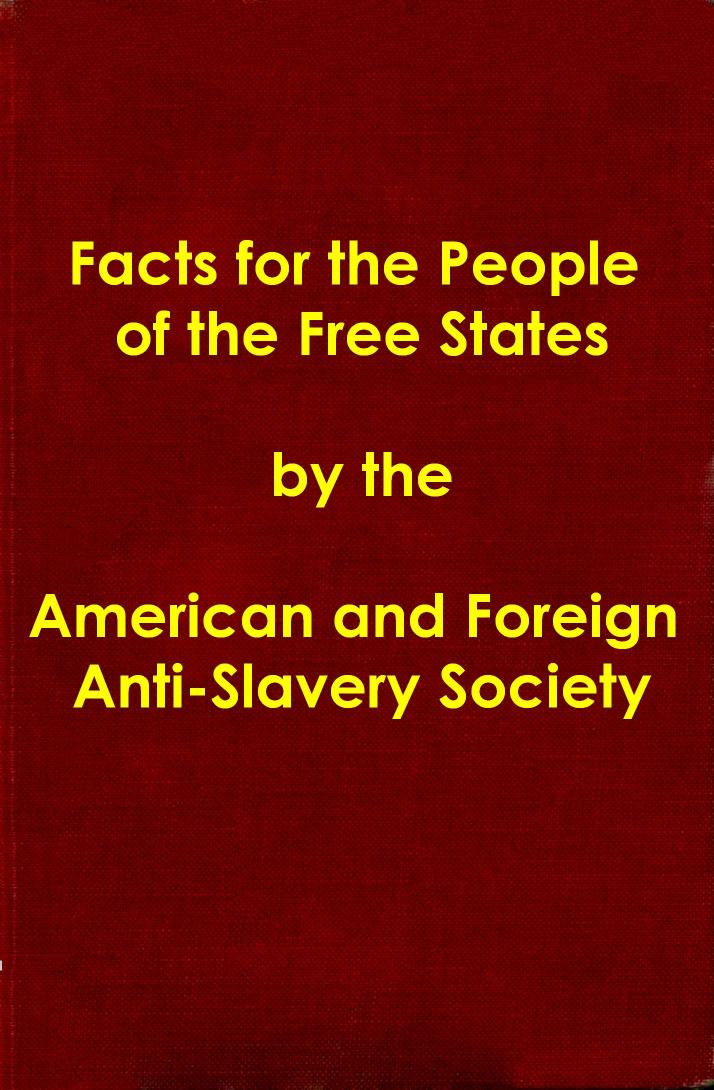 Facts for the People
of the Free States
by the
American and Foreign
Anti-Slavery Society